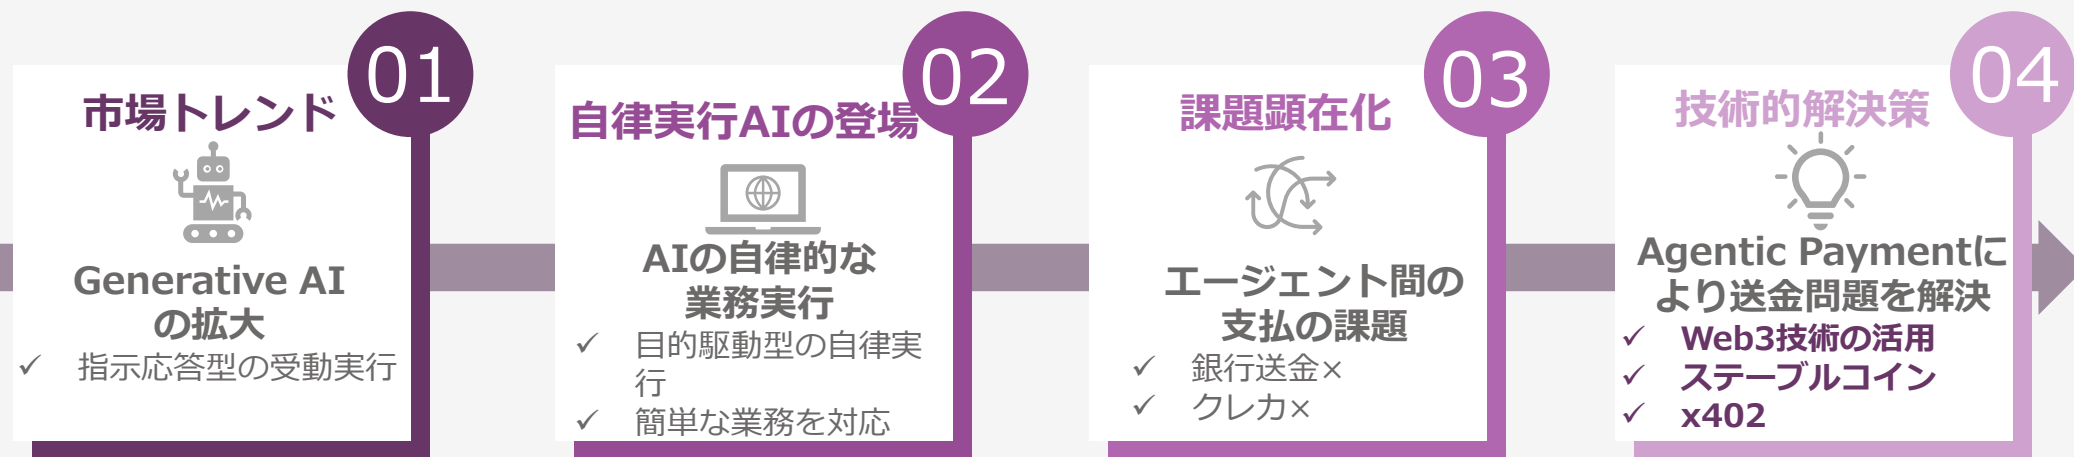 01
市場トレンド
Generative AI
の拡大
✓ 指示応答型の受動実行
02
自律実行AIの登場
AIの自律的な
業務実行
✓ 目的駆動型の自律実
行
✓ 簡単な業務を対応
03
課題顕在化
エージェント間の
支払の課題
✓ 銀行送金×
✓ クレカ×
04
技術的解決策
Agentic Paymentに
より送金問題を解決
✓ Web3技術の活用
✓ ステーブルコイン
✓ x402